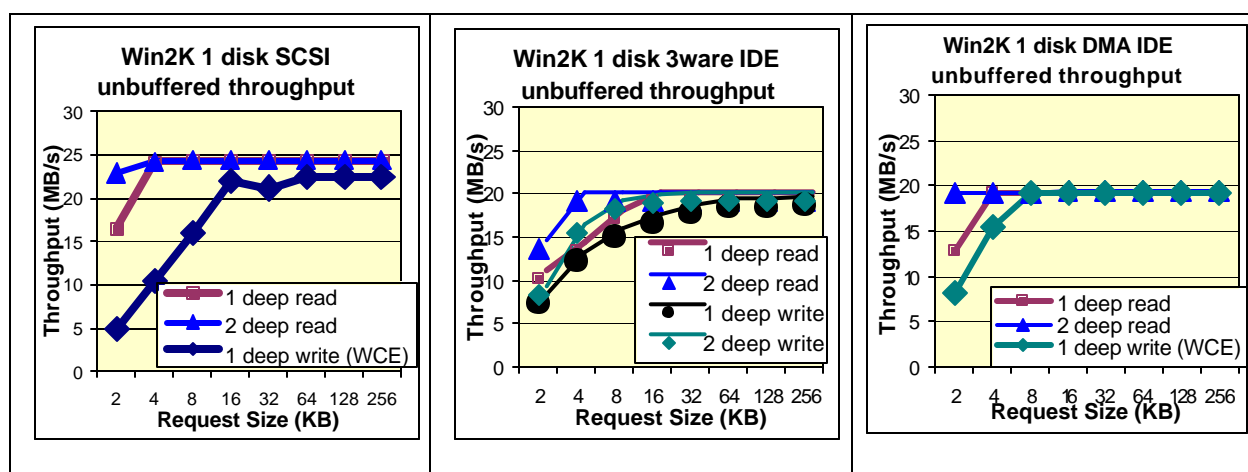 Win2K 1 disk SCSI
unbuffered throughput
30
25
20
15
10
5
0
Throughput (MB/s)
1 deep read
2 deep read
1 deep write (WCE)
2 4 8 16 32 64 128 256
Request Size (KB)
Win2K 1 disk 3ware IDE
unbuffered throughput
30
25
20
15
10
5
0
Throughput (MB/s)
1 deep read
2 deep read
1 deep write
2 deep write
2 4 8 16 32 64 128 256
Request Size (KB)
Win2K 1 disk DMA IDE
unbuffered throughput
30
25
20
15
10
5
0
Throughput (MB/s)
1 deep read
2 deep read
1 deep write (WCE)
2 4 8 16 32 64 128 256
Request Size (KB)